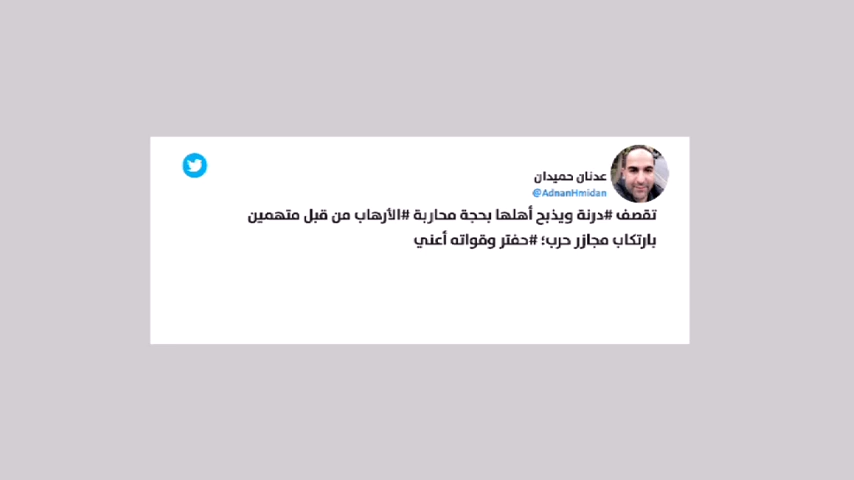 عدنان حميدان
@AdnanHmidan
تقصف #درنة ويذبح أهلها بحجة محاربة #الأرهاب من قبل متهمين
بارتكاب مجازر حرب؛ #حفتر وقواته أعني